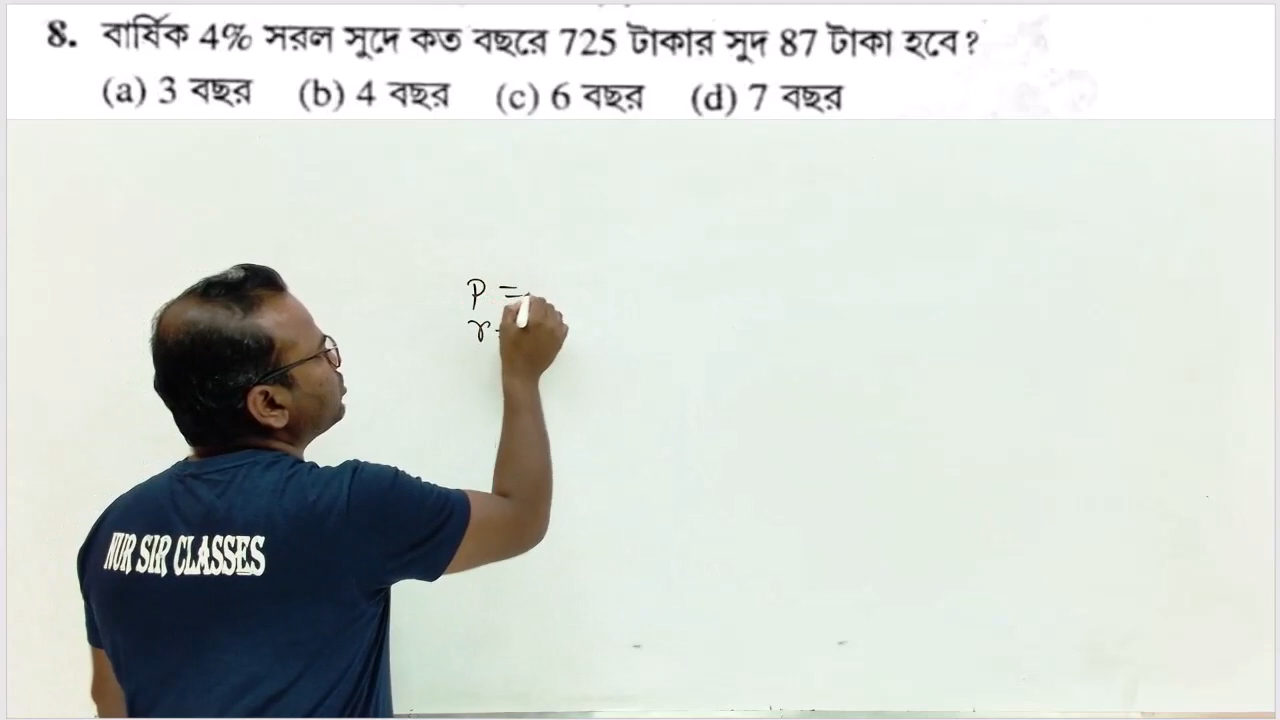 8. বার্ষিক 4% সরল সুদে কত বছরে 725 টাকার সুদ 87 টাকা হবে?
(a) 3 বছর (b) 4 বছর (c) 6 বছর (d) 7 বছর
P =
r
NUR SIR CLASSES